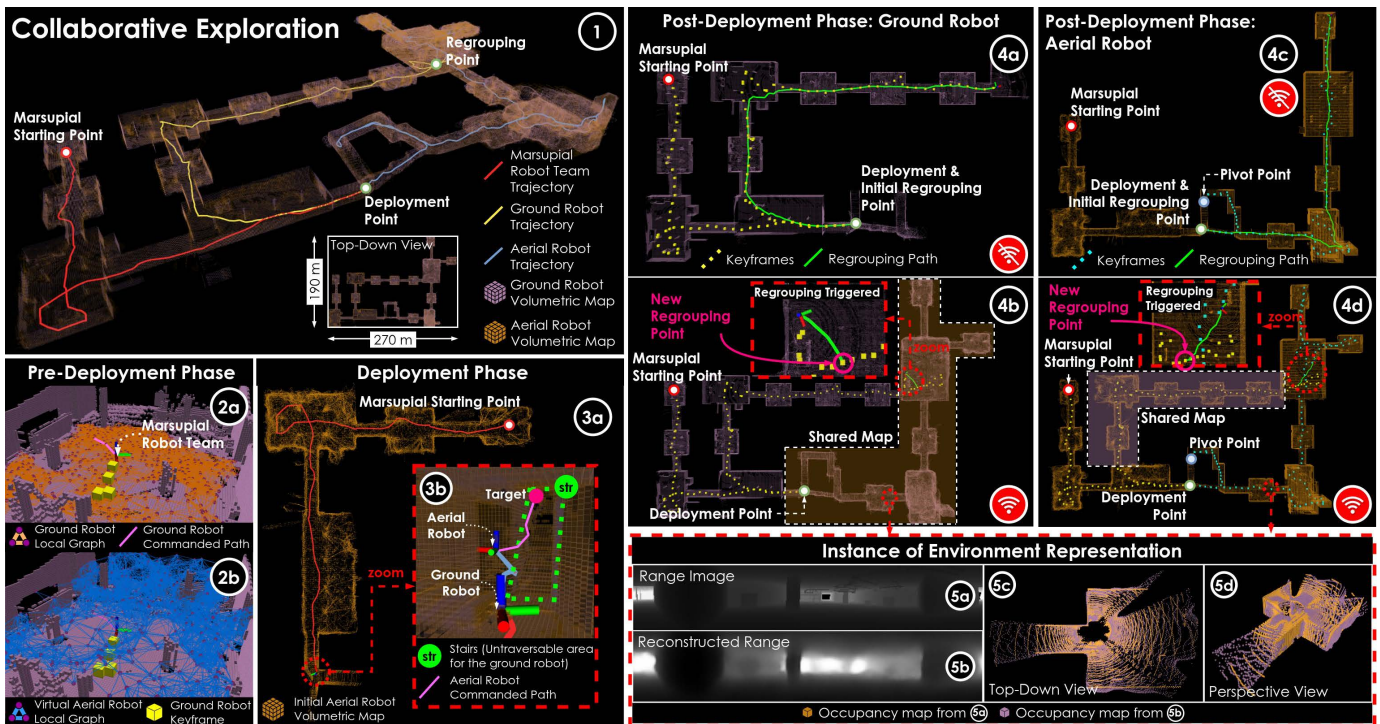 Collaborative Exploration
1
Regrouping
Point
Marsupial
Starting Point
Deployment
Point
Marsupial
Robot Team
Trajectory
Ground Robot
Trajectory
Aerial Robot
Trajectory
Ground Robot
Volumetric Map
Aerial Robot
Volumetric Map
Top-Down View
190 m
270 m
Pre-Deployment Phase
2a
Marsupial
Robot Team
Ground Robot
Local Graph
Ground Robot
Commanded Path
2b
Virtual Aerial Robot
Local Graph
Ground Robot
Keyframe
Deployment Phase
Marsupial Starting Point
3a
zoom
3b
Target
str
Aerial
Robot
Ground
Robot
str
Stairs (Untraversable area
for the ground robot)
Aerial Robot
Commanded Path
Initial Aerial Robot
Volumetric Map
Post-Deployment Phase: Ground Robot
4a
Marsupial
Starting Point
Deployment &
Initial Regrouping
Point
Keyframes
Regrouping Path
New
Regrouping
Point
Regrouping Triggered
zoom
4b
Marsupial
Starting Point
Shared Map
Deployment Point
Post-Deployment Phase:
Aerial Robot
4c
Marsupial
Starting Point
Pivot Point
Deployment &
Initial Regrouping
Point
Keyframes
Regrouping Path
New
Regrouping
Point
Regrouping
Triggered
zoom
4d
Marsupial
Starting Point
Shared Map
Pivot Point
Deployment
Point
Instance of Environment Representation
Range Image
5a
Reconstructed Range
5b
5c
Top-Down View
5d
Perspective View
Occupancy map from 5a
Occupancy map from 5b